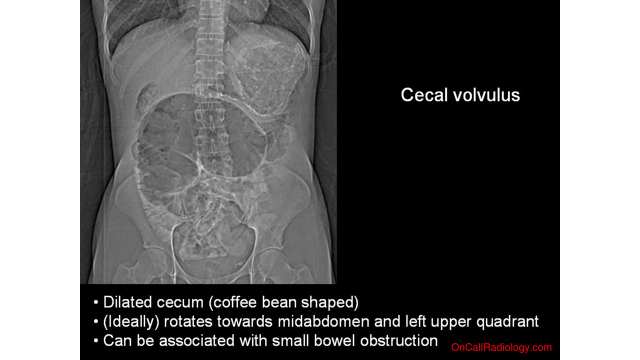 Cecal volvulus
• Dilated cecum (coffee bean shaped)
• (Ideally) rotates towards midabdomen and left upper quadrant
• Can be associated with small bowel obstruction
OnCallRadiology.com